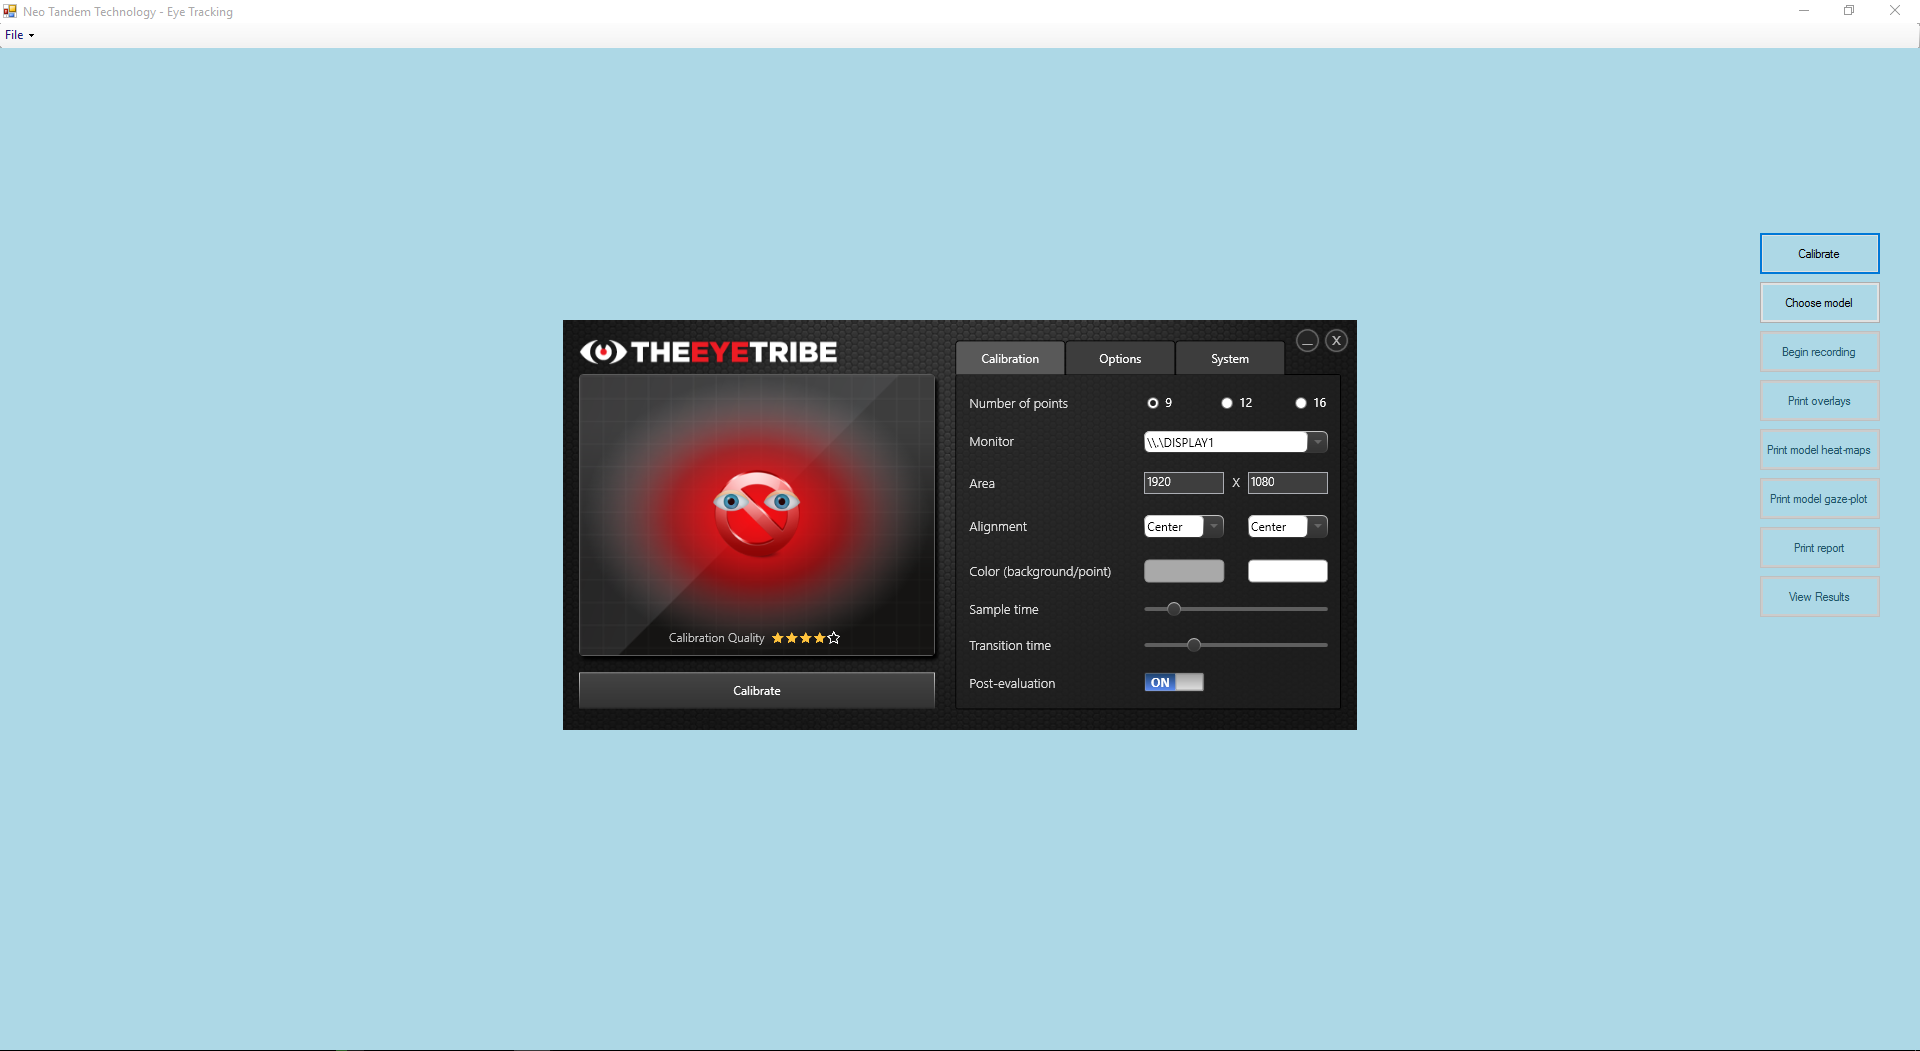 Neo Tandem Technology - Eye Tracking
File
Calibrate
Choose model
Begin recording
Print overlays
Print model heat-maps
Print model gaze-plot
Print report
View Results
THEEYETRIBE
Calibration Quality
Calibrate
Calibration Options System
X
Number of points 9 12 16
Monitor \\.\DISPLAY1
Area 1920 X 1080
Alignment Center Center
Color (background/point)
Sample time
Transition time
Post-evaluation ON